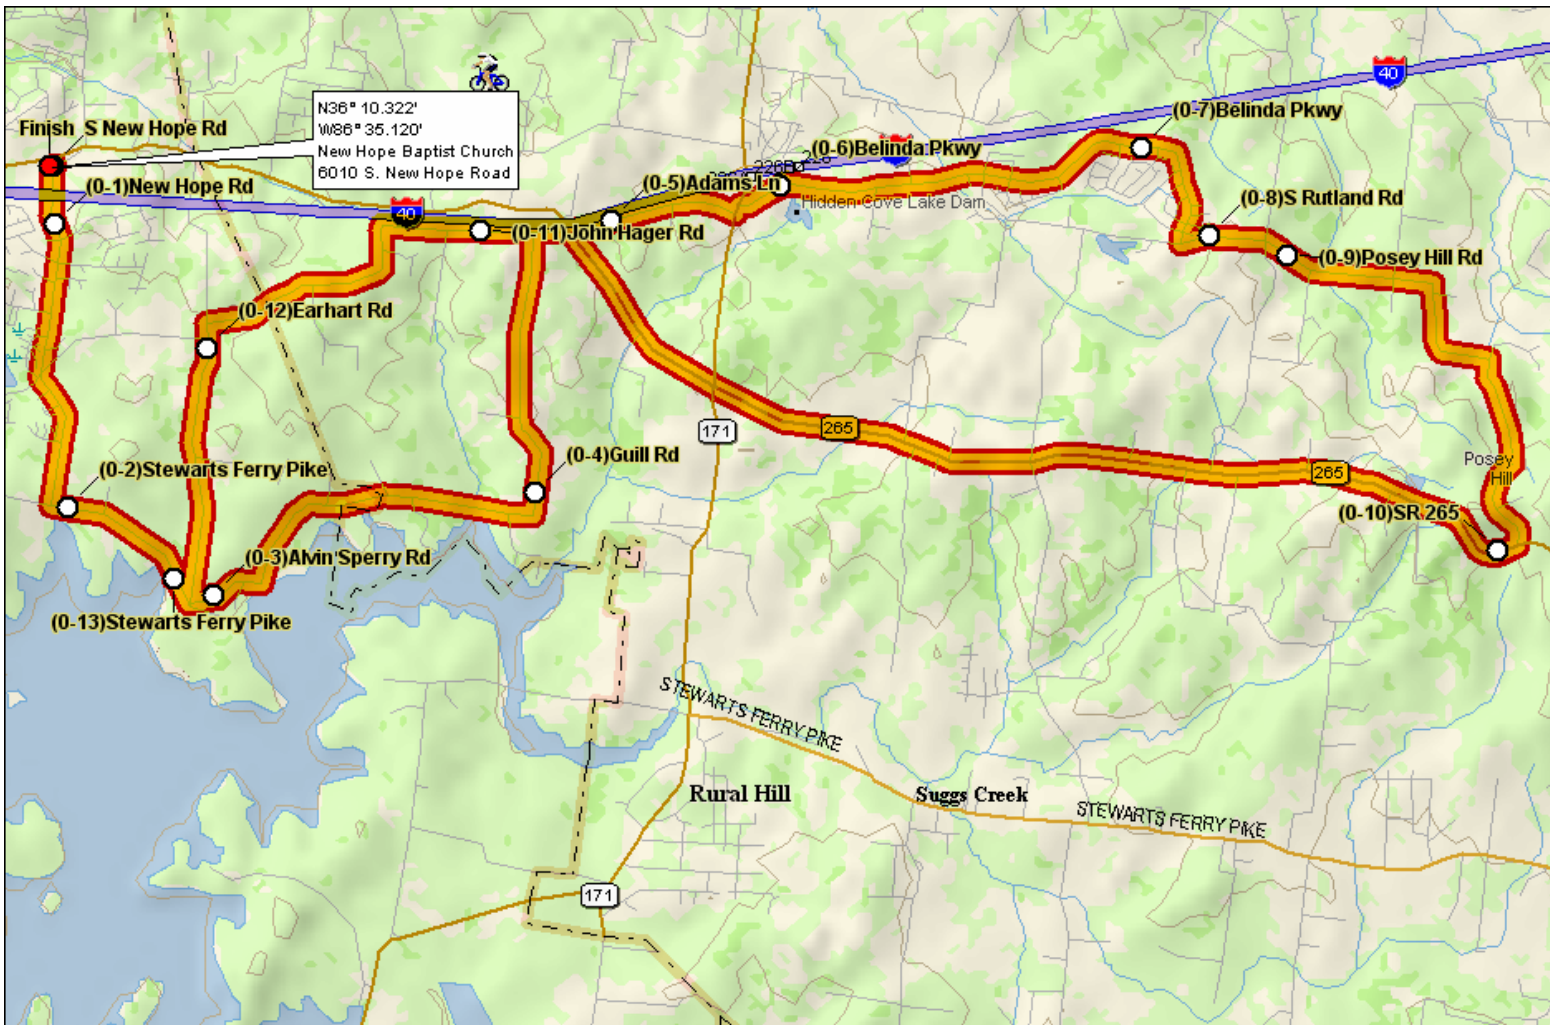 40
(0-7)Belinda Pkwy
N36° 10.322'
W86° 35.120'
New Hope Baptist Church
6010 S. New Hope Road
Finish S New Hope Rd
(0-6)Belinda Pkwy
(0-1)New Hope Rd
(0-5)Adams Ln
Hidden Cove Lake Dam
(0-8)S Rutland Rd
40
(0-11)John Hager Rd
(0-9)Posey Hill Rd
(0-12)Earhart Rd
171
265
(0-4)Guill Rd
Posey
Hill
(0-2)Stewarts Ferry Pike
265
(0-10)SR 265
(0-3)Alvin Sperry Rd
(0-13)Stewarts Ferry Pike
STEWARTS FERRY PIKE
Rural Hill
Suggs Creek
STEWARTS FERRY PIKE
171